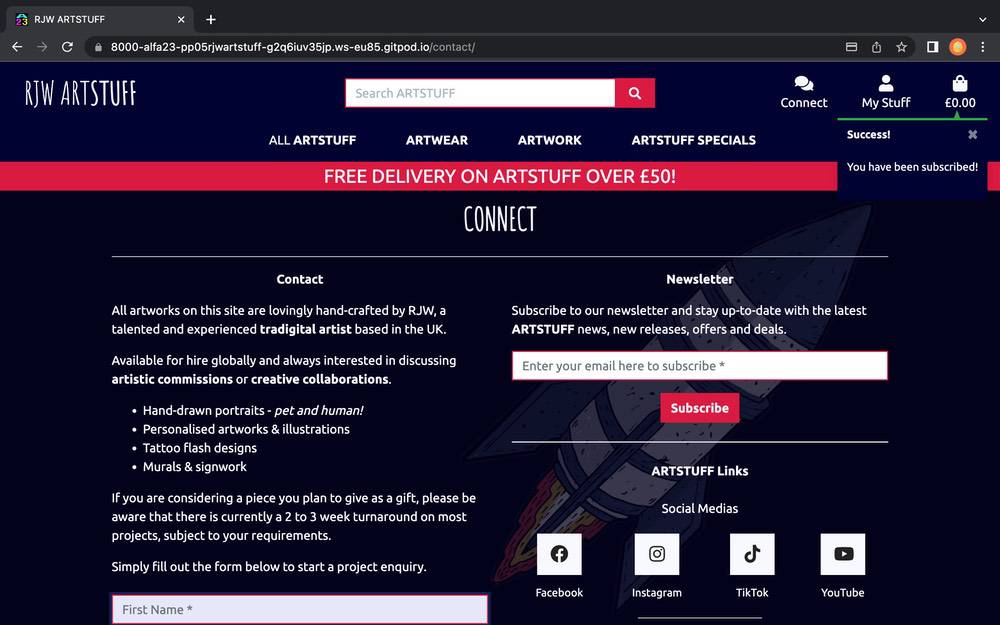 RJW ARTSTUFF
8000-alfa23-pp05rjwartstuff-g2q6iuv35jp.ws-eu85.gitpod.io/contact/
RJW ARTSTUFF
Search ARTSTUFF
Connect
My Stuff
£0.00
ALL ARTSTUFF
ARTWEAR
ARTWORK
ARTSTUFF SPECIALS
Success!
You have been subscribed!
FREE DELIVERY ON ARTSTUFF OVER £50!
CONNECT
Contact
All artworks on this site are lovingly hand-crafted by RJW, a
talented and experienced tradigital artist based in the UK.
Available for hire globally and always interested in discussing
artistic commissions or creative collaborations.
• Hand-drawn portraits - pet and human!
• Personalised artworks & illustrations
• Tattoo flash designs
• Murals & signwork
If you are considering a piece you plan to give as a gift, please be
aware that there is currently a 2 to 3 week turnaround on most
projects, subject to your requirements.
Simply fill out the form below to start a project enquiry.
First Name *
Newsletter
Subscribe to our newsletter and stay up-to-date with the latest
ARTSTUFF news, new releases, offers and deals.
Enter your email here to subscribe *
Subscribe
ARTSTUFF Links
Social Medias
Facebook
Instagram
TikTok
YouTube